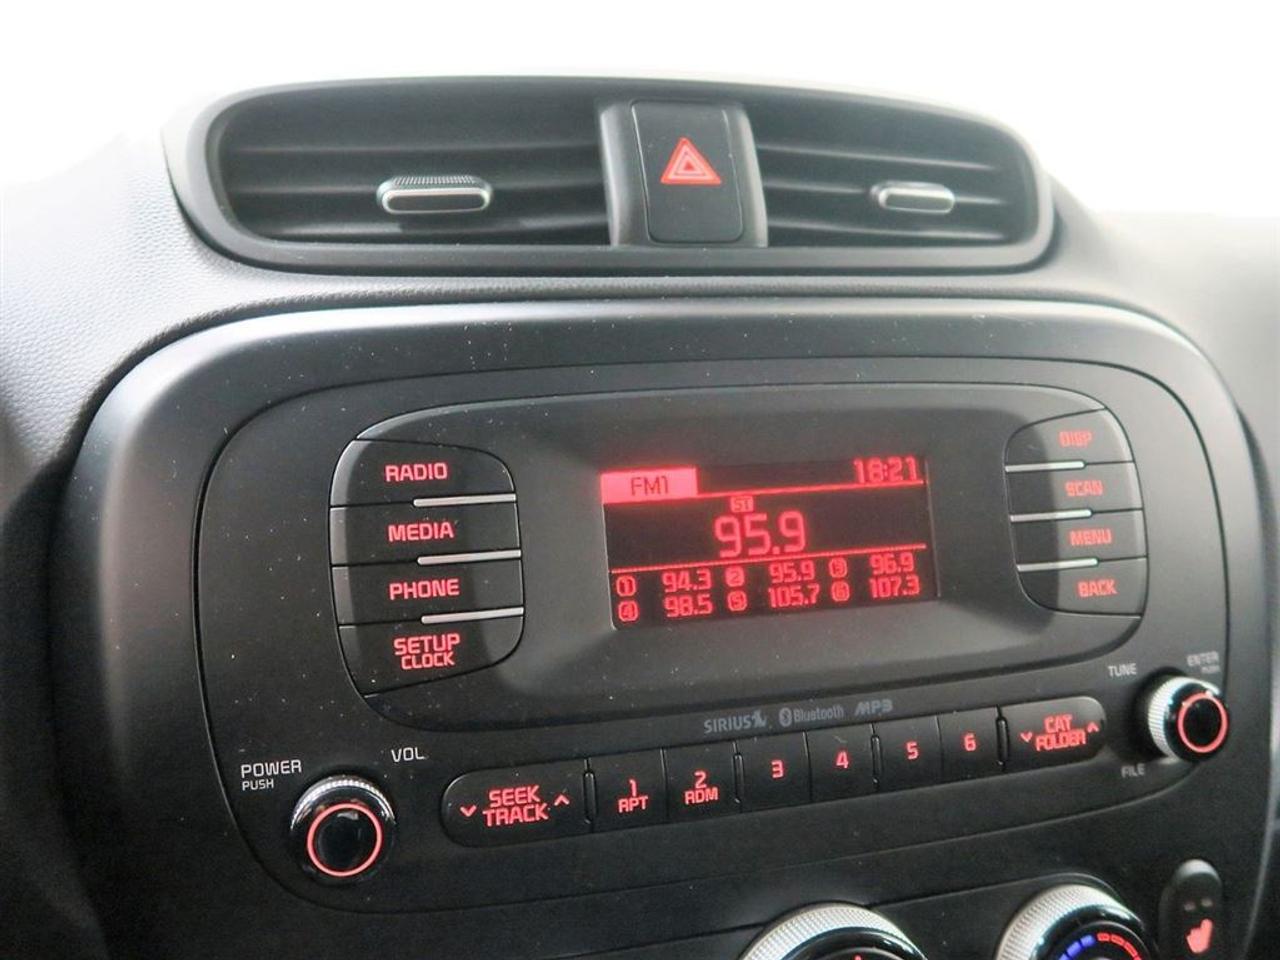 RADIO
MEDIA
PHONE
SETUP
CLOCK
FM1 18:21
ST
95.9
1 94.3 2 95.9 3 96.9
4 98.5 5 105.7 6 107.3
DISP
SCAN
MENU
BACK
SIRIUS Bluetooth MP3
POWER
PUSH
VOL
SEEK
TRACK
1
RPT
2
RDM
3
4
5
6
CAT
FOLDER
TUNE
ENTER
PUSH
FILE